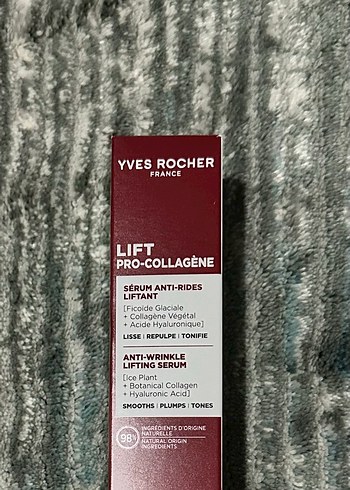 YVES ROCHER
FRANCE
LIFT
PRO-COLLAGÈNE
SÉRUM ANTI-RIDES
LIFTANT
[Ficoïde Glaciale
+ Collagène Végétal
+ Acide Hyaluronique]
LISSE | REPULPE | TONIFIE
ANTI-WRINKLE
LIFTING SERUM
[Ice Plant
+ Botanical Collagen
+ Hyaluronic Acid]
SMOOTHS | PLUMPS | TONES
98%
INGRÉDIENTS D'ORIGINE
NATURELLE
NATURAL ORIGIN
INGREDIENTS